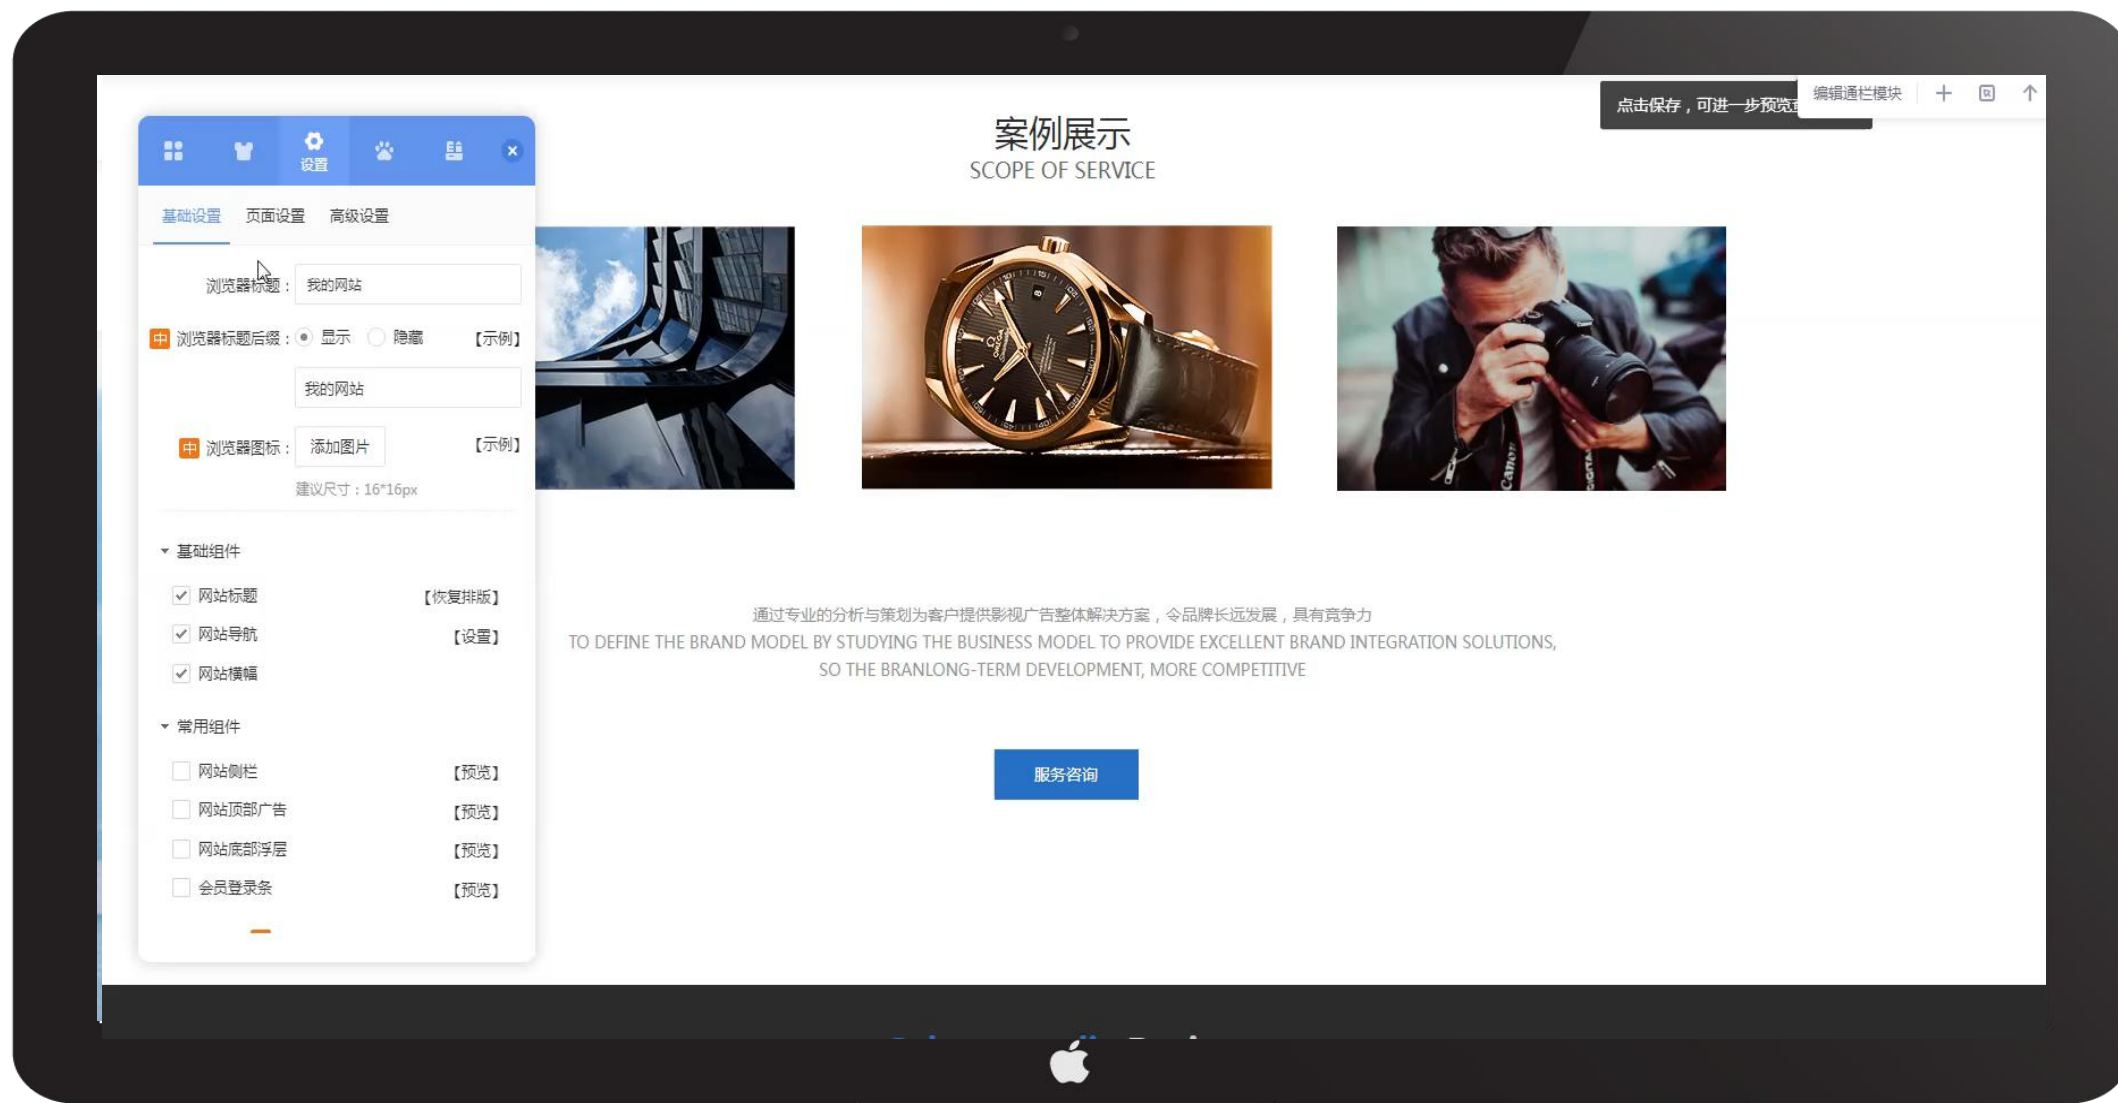 点击保存，可进一步预览
编辑通栏模块
设置
基础设置 页面设置 高级设置
浏览器标题： 我的网站
中 浏览器标题后缀： 显示 隐藏 【示例】
我的网站
中 浏览器图标： 添加图片 【示例】
建议尺寸：16*16px
基础组件
网站标题 【恢复排版】
网站导航 【设置】
网站横幅
常用组件
网站侧栏 【预览】
网站顶部广告 【预览】
网站底部浮层 【预览】
会员登录条 【预览】
案例展示
SCOPE OF SERVICE
OMEGA
Canon
DIGITAL
通过专业的分析与策划为客户提供影视广告整体解决方案，令品牌长远发展，具有竞争力
TO DEFINE THE BRAND MODEL BY STUDYING THE BUSINESS MODEL TO PROVIDE EXCELLENT BRAND INTEGRATION SOLUTIONS,
SO THE BRANLONG-TERM DEVELOPMENT, MORE COMPETITIVE
服务咨询